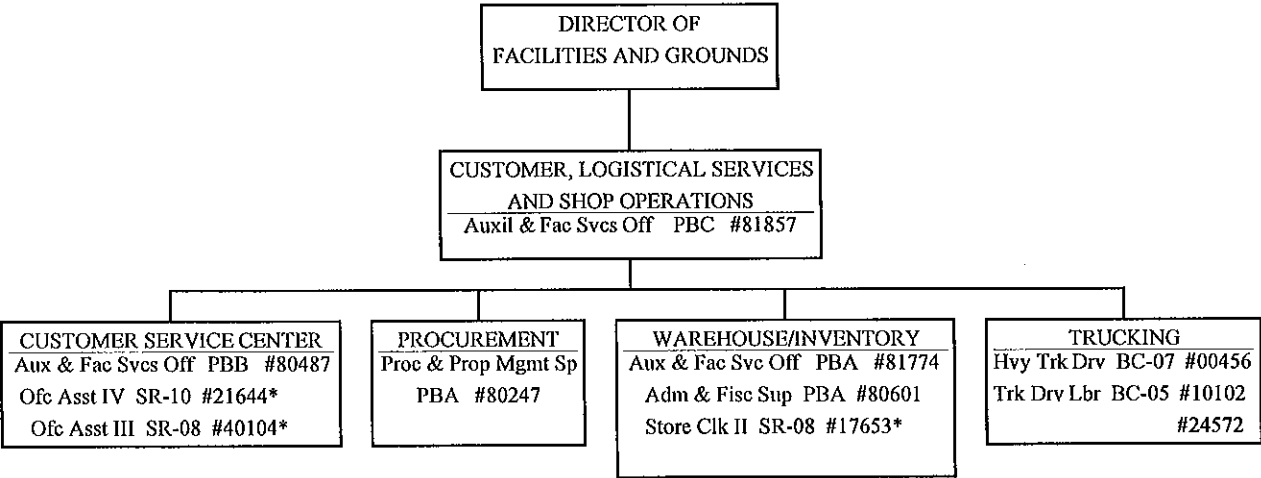 DIRECTOR OF
FACILITIES AND GROUNDS
CUSTOMER, LOGISTICAL SERVICES
AND SHOP OPERATIONS
Auxil & Fac Svcs Off PBC #81857
CUSTOMER SERVICE CENTER
Aux & Fac Svcs Off PBB #80487
Ofc Asst IV SR-10 #21644*
Ofc Asst III SR-08 #40104*
PROCUREMENT
Proc & Prop Mgmt Sp
PBA #80247
WAREHOUSE/INVENTORY
Aux & Fac Svc Off PBA #81774
Adm & Fisc Sup PBA #80601
Store Clk II SR-08 #17653*
TRUCKING
Hvy Trk Drv BC-07 #00456
Trk Drv Lbr BC-05 #10102
#24572